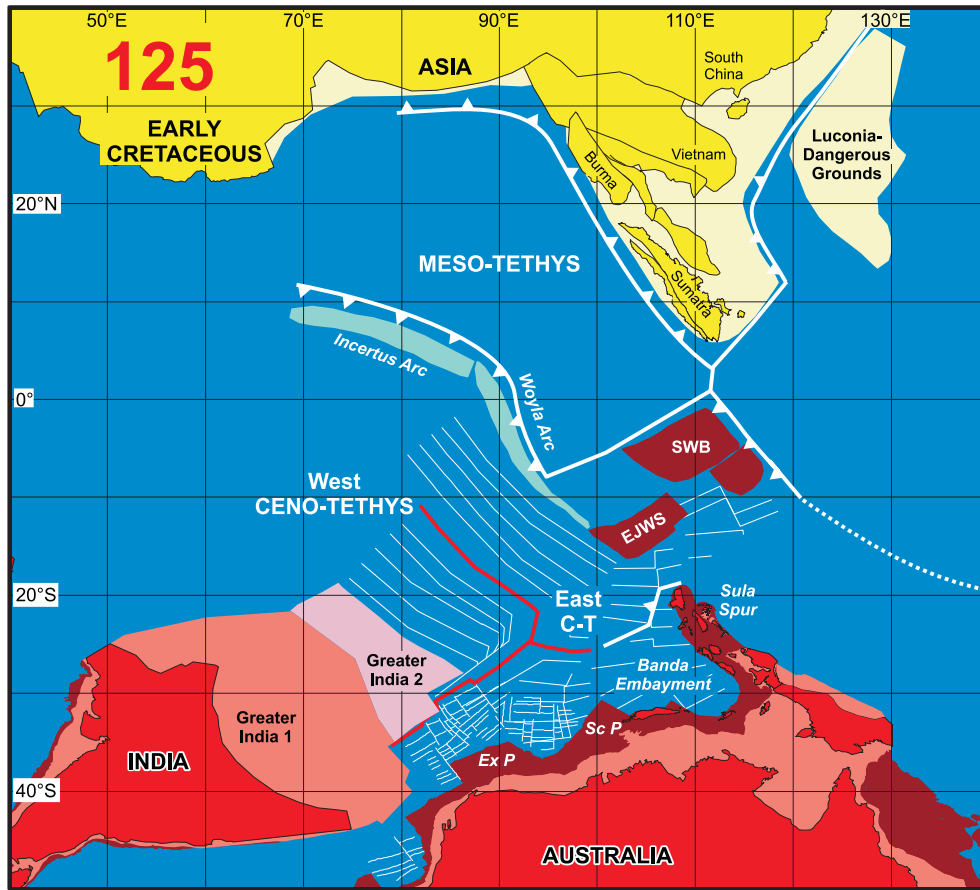 50°E
70°E
90°E
110°E
130°E
125
ASIA
EARLY
CRETACEOUS
South
China
Vietnam
Burma
Luconia-
Dangerous
Grounds
20°N
MESO-TETHYS
Sumatra
Incertus Arc
Woyla Arc
0°
SWB
West
CENO-TETHYS
EJWS
20°S
East
C-T
Sula
Spur
Greater
India 2
Banda
Embayment
Greater
India 1
Sc P
Ex P
INDIA
40°S
AUSTRALIA